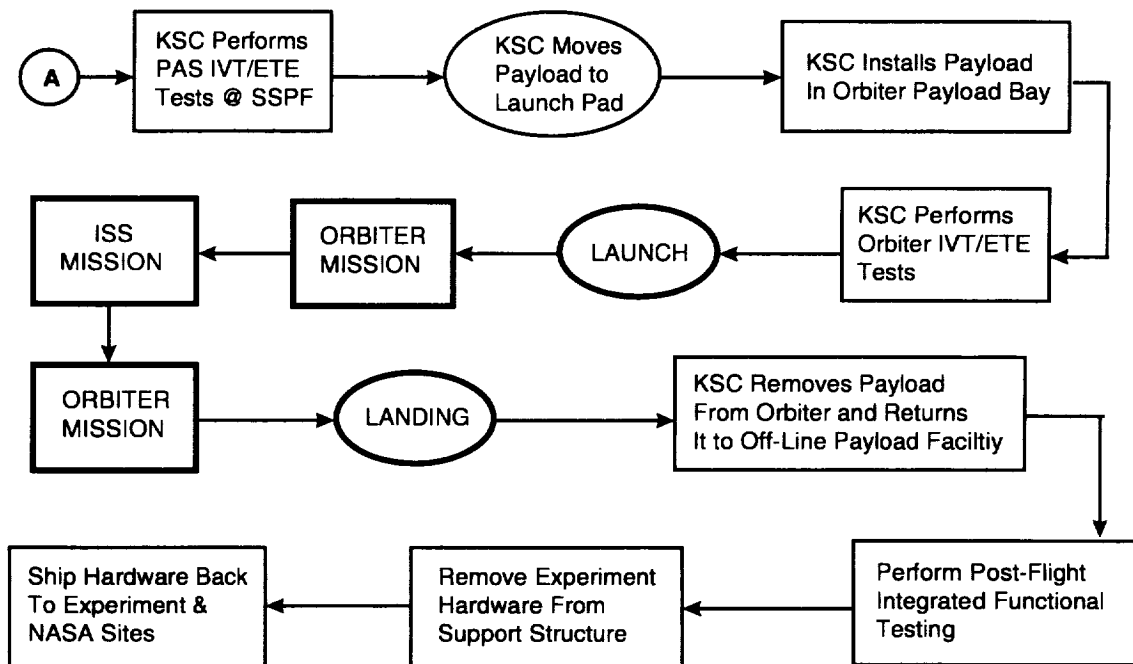 A
KSC Performs
PAS IVT/ETE
Tests @ SSPF
KSC Moves
Payload to
Launch Pad
KSC Installs Payload
In Orbiter Payload Bay
KSC Performs
Orbiter IVT/ETE
Tests
LAUNCH
ORBITER
MISSION
ISS
MISSION
ORBITER
MISSION
LANDING
KSC Removes Payload
From Orbiter and Returns
It to Off-Line Payload Faciltiy
Perform Post-Flight
Integrated Functional
Testing
Remove Experiment
Hardware From
Support Structure
Ship Hardware Back
To Experiment &
NASA Sites